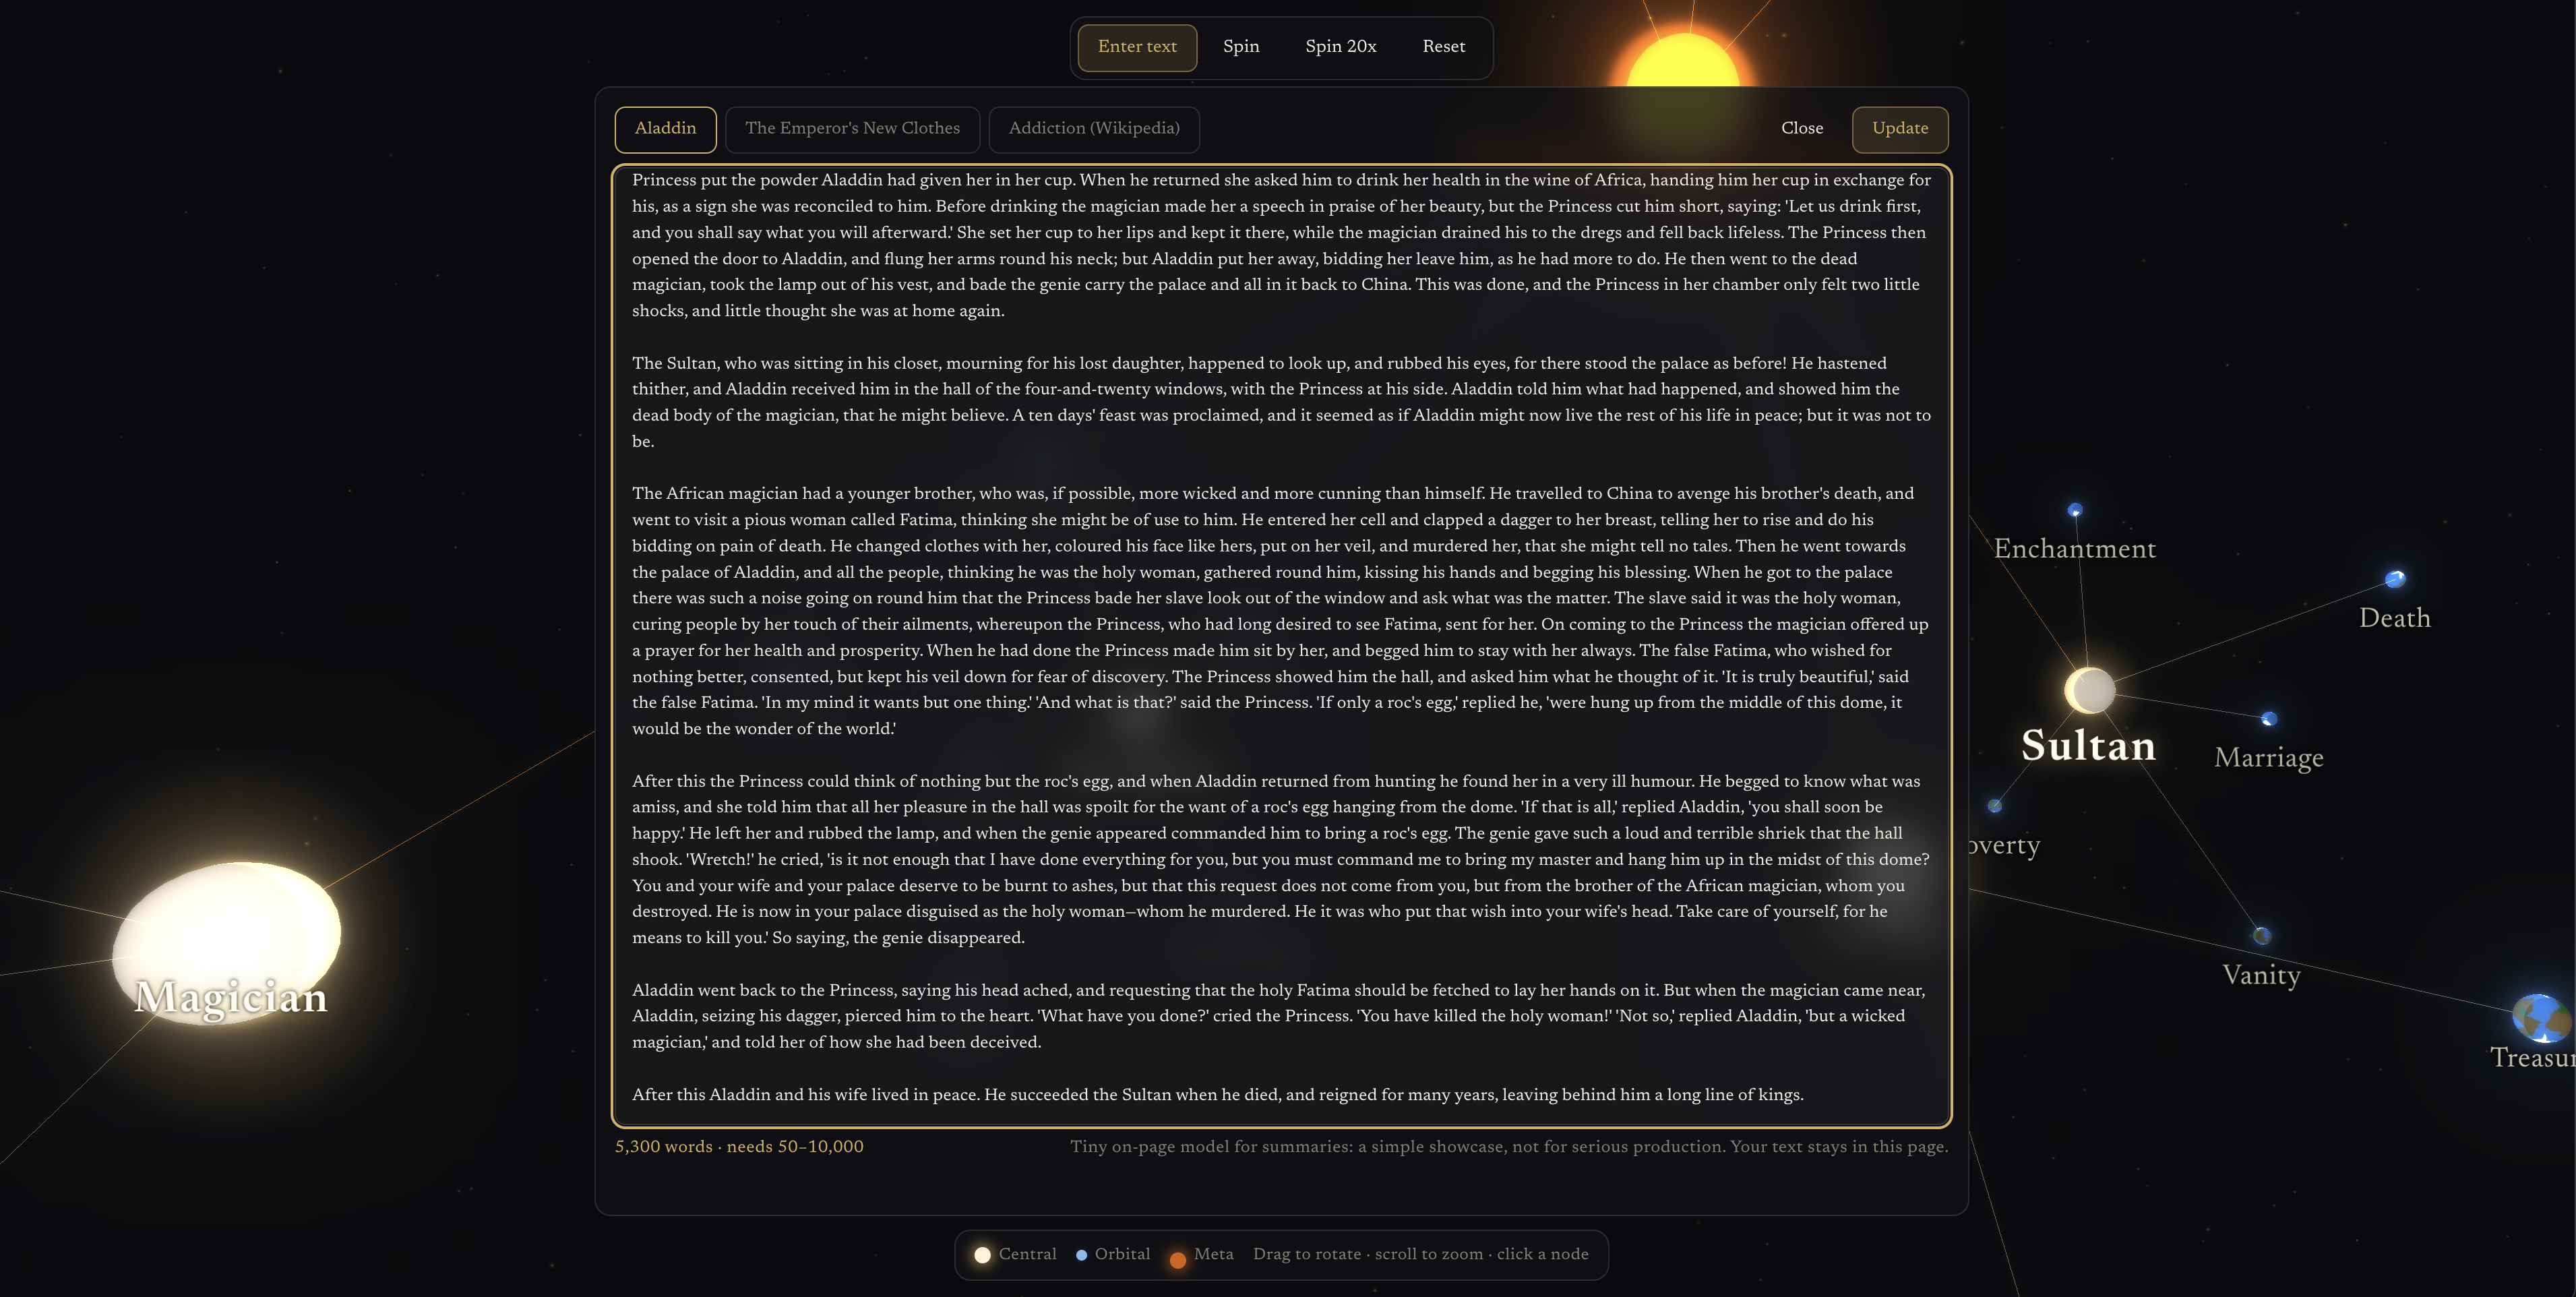 Enter text
Spin
Spin 20x
Reset
Aladdin
The Emperor's New Clothes
Addiction (Wikipedia)
Close
Update
Princess put the powder Aladdin had given her in her cup. When he returned she asked him to drink her health in the wine of Africa, handing him her cup in exchange for
his, as a sign she was reconciled to him. Before drinking the magician made her a speech in praise of her beauty, but the Princess cut him short, saying: 'Let us drink first,
and you shall say what you will afterward.' She set her cup to her lips and kept it there, while the magician drained his to the dregs and fell back lifeless. The Princess then
opened the door to Aladdin, and flung her arms round his neck; but Aladdin put her away, bidding her leave him, as he had more to do. He then went to the dead
magician, took the lamp out of his vest, and bade the genie carry the palace and all in it back to China. This was done, and the Princess in her chamber only felt two little
shocks, and little thought she was at home again.
The Sultan, who was sitting in his closet, mourning for his lost daughter, happened to look up, and rubbed his eyes, for there stood the palace as before! He hastened
thither, and Aladdin received him in the hall of the four-and-twenty windows, with the Princess at his side. Aladdin told him what had happened, and showed him the
dead body of the magician, that he might believe. A ten days' feast was proclaimed, and it seemed as if Aladdin might now live the rest of his life in peace; but it was not to
be.
The African magician had a younger brother, who was, if possible, more wicked and more cunning than himself. He travelled to China to avenge his brother's death, and
went to visit a pious woman called Fatima, thinking she might be of use to him. He entered her cell and clapped a dagger to her breast, telling her to rise and do his
bidding on pain of death. He changed clothes with her, coloured his face like hers, put on her veil, and murdered her, that she might tell no tales. Then he went towards
the palace of Aladdin, and all the people, thinking he was the holy woman, gathered round him, kissing his hands and begging his blessing. When he got to the palace
there was such a noise going on round him that the Princess bade her slave look out of the window and ask what was the matter. The slave said it was the holy woman,
curing people by her touch of their ailments, whereupon the Princess, who had long desired to see Fatima, sent for her. On coming to the Princess the magician offered up
a prayer for her health and prosperity. When he had done the Princess made him sit by her, and begged him to stay with her always. The false Fatima, who wished for
nothing better, consented, but kept his veil down for fear of discovery. The Princess showed him the hall, and asked him what he thought of it. 'It is truly beautiful,' said
the false Fatima. 'In my mind it wants but one thing.' 'And what is that?' said the Princess. 'If only a roc's egg,' replied he, 'were hung up from the middle of this dome, it
would be the wonder of the world.'
After this the Princess could think of nothing but the roc's egg, and when Aladdin returned from hunting he found her in a very ill humour. He begged to know what was
amiss, and she told him that all her pleasure in the hall was spoilt for the want of a roc's egg hanging from the dome. 'If that is all,' replied Aladdin, 'you shall soon be
happy.' He left her and rubbed the lamp, and when the genie appeared commanded him to bring a roc's egg. The genie gave such a loud and terrible shriek that the hall
shook. 'Wretch!' he cried, 'is it not enough that I have done everything for you, but you must command me to bring my master and hang him up in the midst of this dome?
You and your wife and your palace deserve to be burnt to ashes, but that this request does not come from you, but from the brother of the African magician, whom you
destroyed. He is now in your palace disguised as the holy woman—whom he murdered. He it was who put that wish into your wife's head. Take care of yourself, for he
means to kill you.' So saying, the genie disappeared.
Aladdin went back to the Princess, saying his head ached, and requesting that the holy Fatima should be fetched to lay her hands on it. But when the magician came near,
Aladdin, seizing his dagger, pierced him to the heart. 'What have you done?' cried the Princess. 'You have killed the holy woman!' 'Not so,' replied Aladdin, 'but a wicked
magician,' and told her of how she had been deceived.
After this Aladdin and his wife lived in peace. He succeeded the Sultan when he died, and reigned for many years, leaving behind him a long line of kings.
5,300 words · needs 50–10,000
Tiny on-page model for summaries: a simple showcase, not for serious production. Your text stays in this page.
Magician
Enchantment
Death
Sultan
Marriage
overty
Vanity
Treasur
Central
Orbital
Meta
Drag to rotate · scroll to zoom · click a node